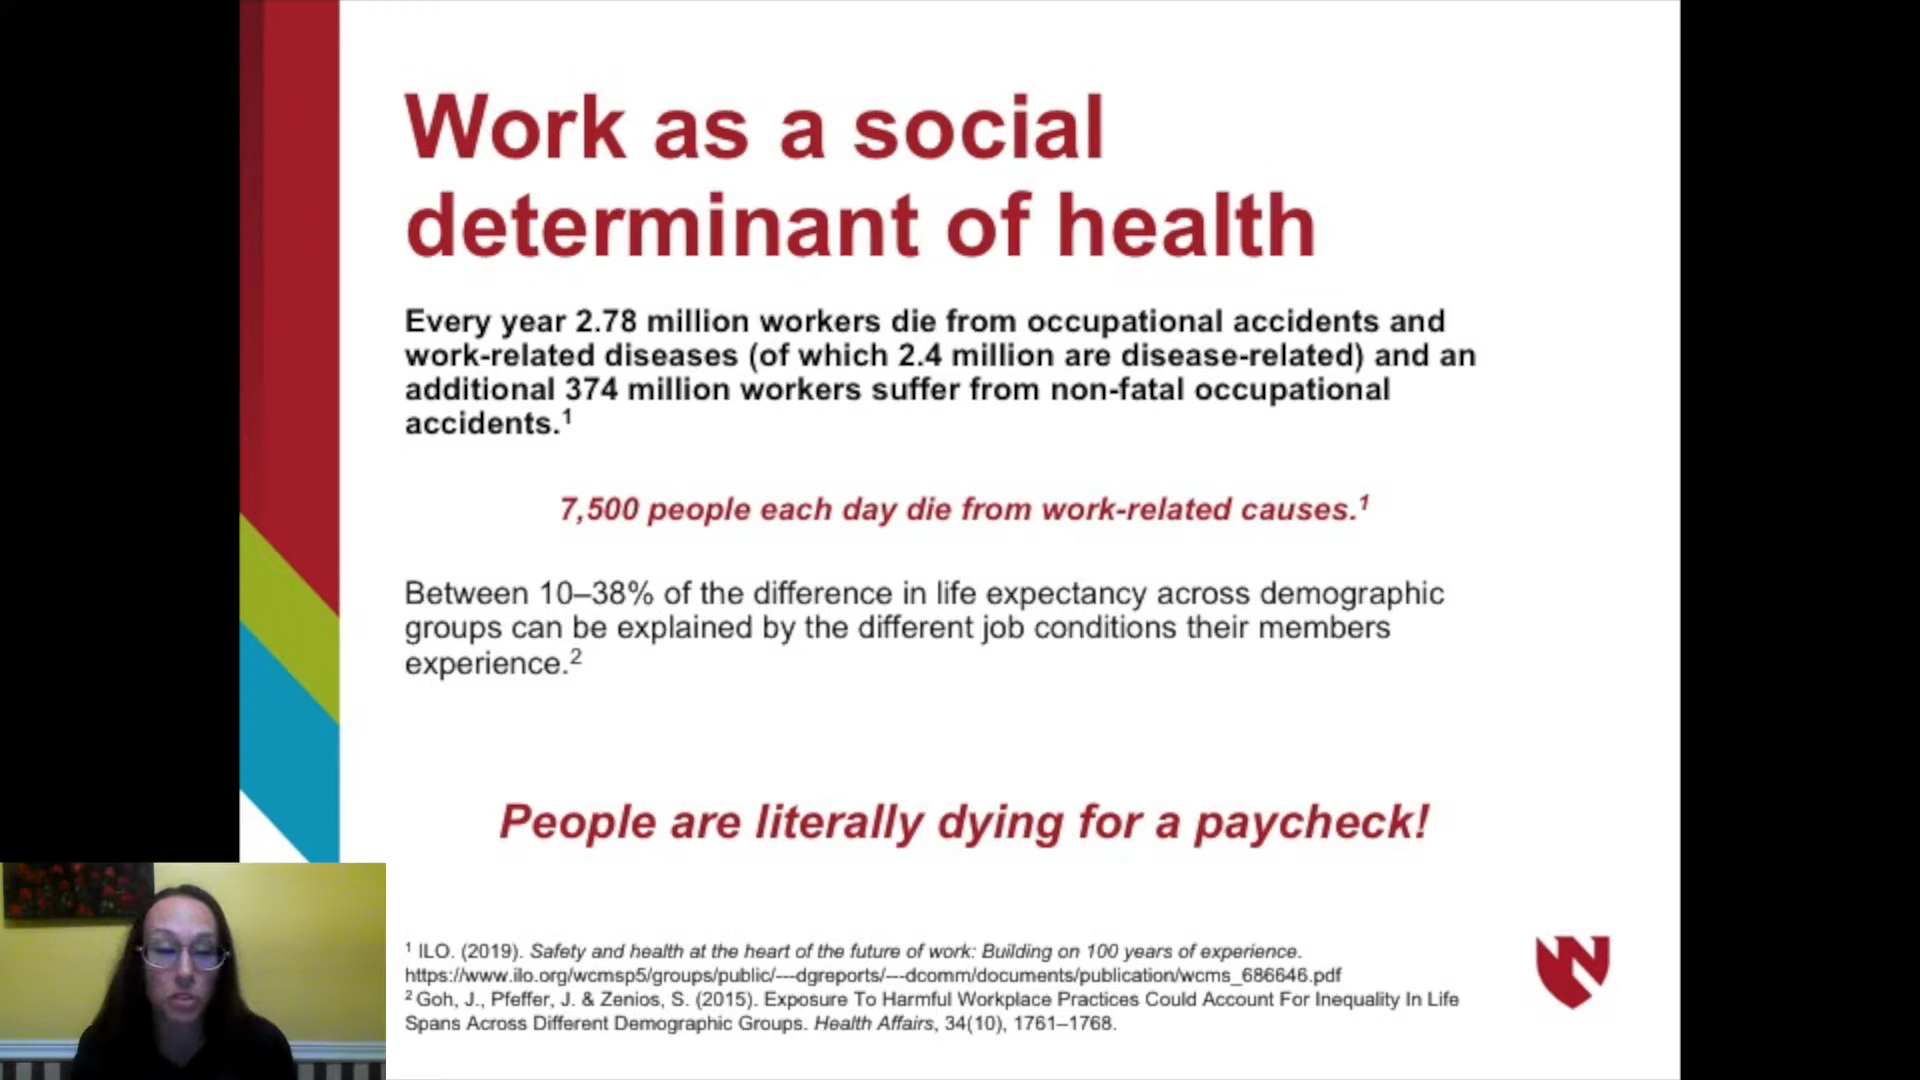 Work as a social
determinant of health
Every year 2.78 million workers die from occupational accidents and
work-related diseases (of which 2.4 million are disease-related) and an
additional 374 million workers suffer from non-fatal occupational
accidents.¹
7,500 people each day die from work-related causes.¹
Between 10–38% of the difference in life expectancy across demographic
groups can be explained by the different job conditions their members
experience.²
People are literally dying for a paycheck!
¹ ILO. (2019). Safety and health at the heart of the future of work: Building on 100 years of experience.
https://www.ilo.org/wcmsp5/groups/public/---dgreports/---dcomm/documents/publication/wcms_686646.pdf
² Goh, J., Pfeffer, J. & Zenios, S. (2015). Exposure To Harmful Workplace Practices Could Account For Inequality In Life
Spans Across Different Demographic Groups. Health Affairs, 34(10), 1761–1768.
N